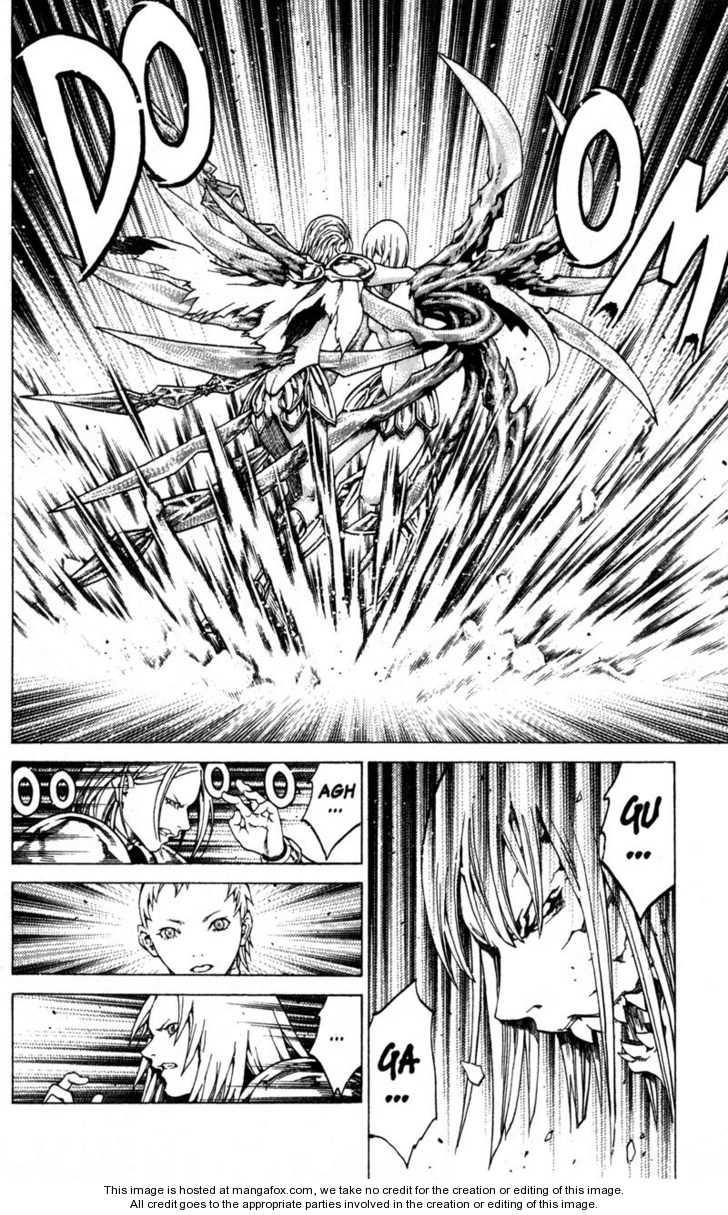 DOOM
OO
O O
AGH
...
GU
...
...
GA
...
This image is hosted at mangafox.com, we take no credit for the creation or editing of this image.
All credit goes to the appropriate parties involved in the creation or editing of this image.